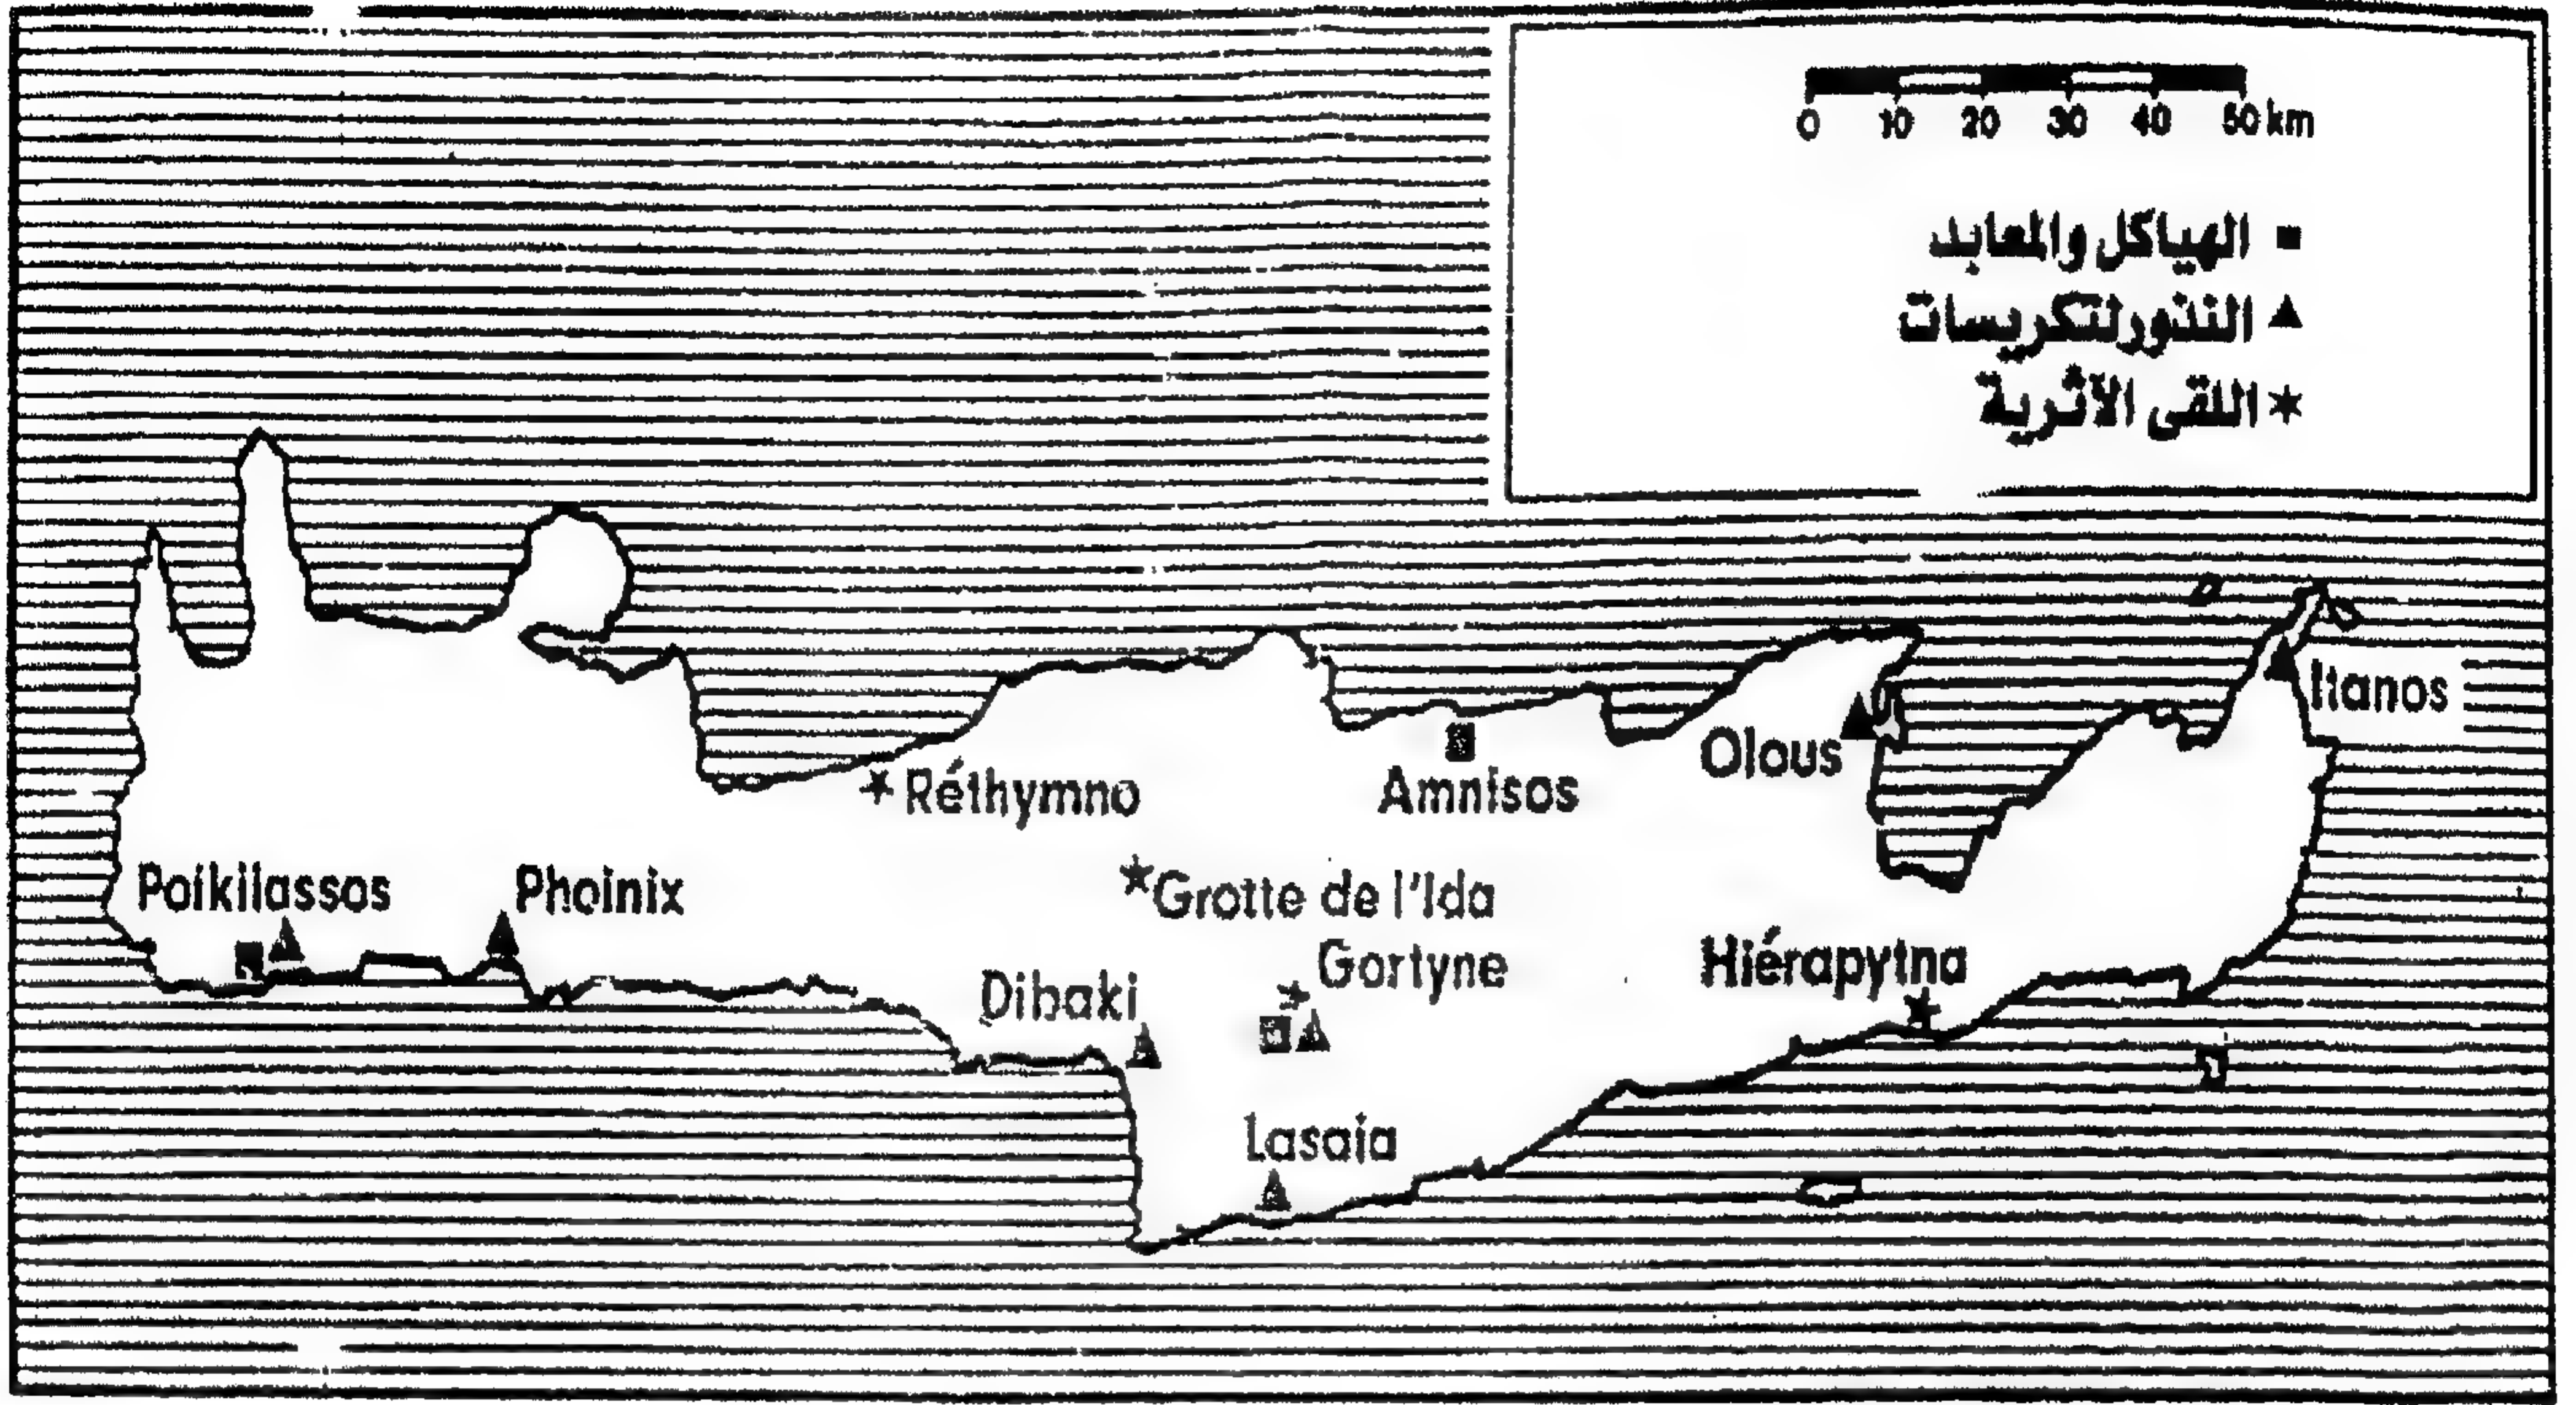 0 10 20 30 40 50 km
■ الهياكل والمعابد
▲ النذورلتكريسات
★ اللقى الآثرية
Itanos
Olous
Réthymno
Amnisos
Poikilassos
Phoinix
Grotte de l'Ida
Gortyne
Hiérapytna
Dibaki
Lasaia